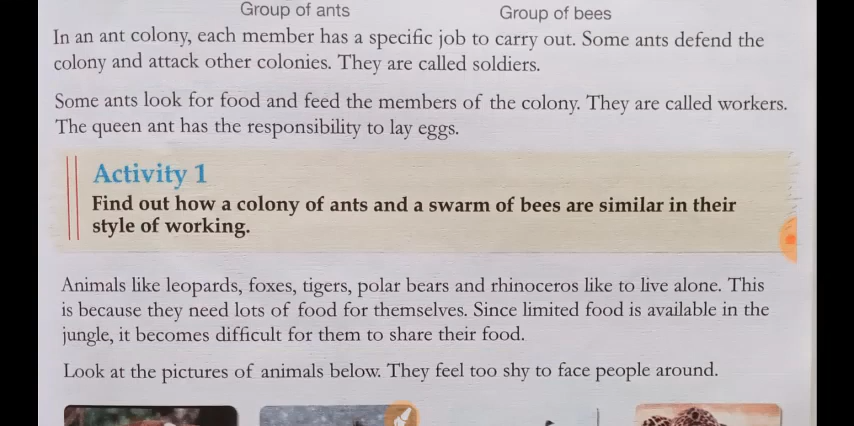 Group of ants
Group of bees
In an ant colony, each member has a specific job to carry out. Some ants defend the
colony and attack other colonies. They are called soldiers.
Some ants look for food and feed the members of the colony. They are called workers.
The queen ant has the responsibility to lay eggs.
Activity 1
Find out how a colony of ants and a swarm of bees are similar in their
style of working.
Animals like leopards, foxes, tigers, polar bears and rhinoceros like to live alone. This
is because they need lots of food for themselves. Since limited food is available in the
jungle, it becomes difficult for them to share their food.
Look at the pictures of animals below. They feel too shy to face people around.